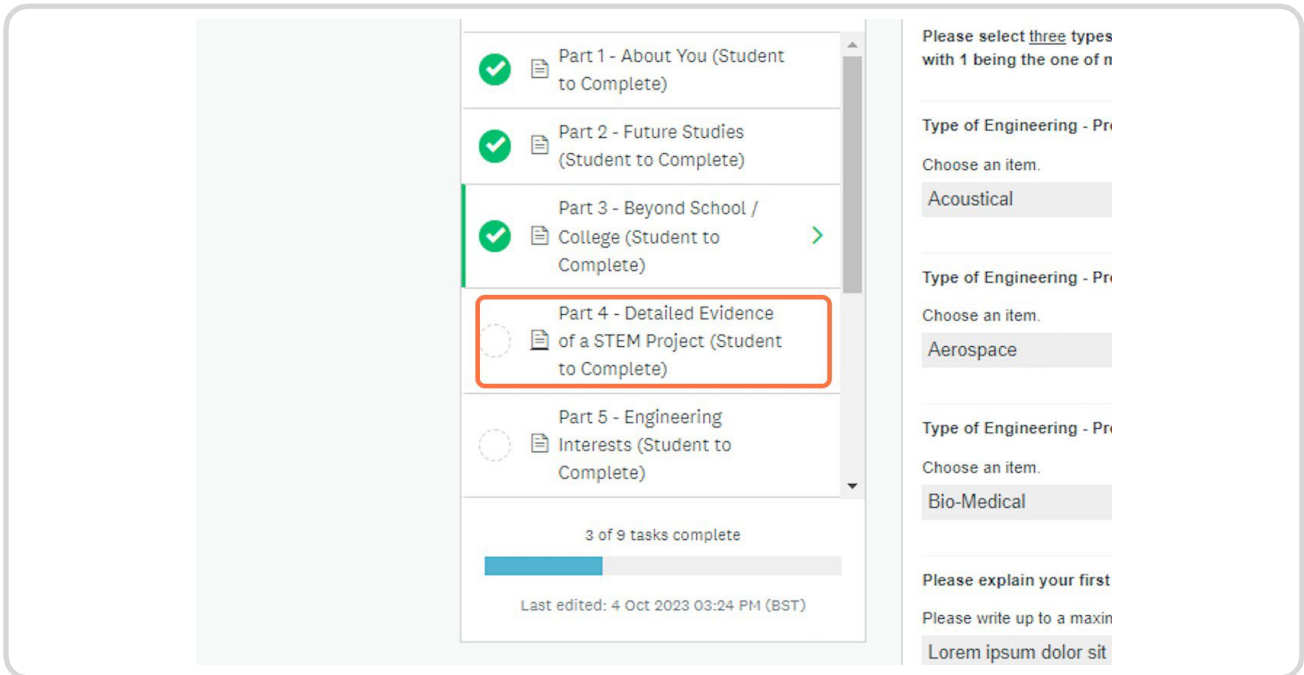 Part 1 - About You (Student
to Complete)
Part 2 - Future Studies
(Student to Complete)
Part 3 - Beyond School /
College (Student to
Complete)
Part 4 - Detailed Evidence
of a STEM Project (Student
to Complete)
Part 5 - Engineering
Interests (Student to
Complete)
3 of 9 tasks complete
Last edited: 4 Oct 2023 03:24 PM (BST)
Please select three types
with 1 being the one of
Type of Engineering -
Choose an item.
Acoustical
Type of Engineering -
Choose an item.
Aerospace
Type of Engineering -
Choose an item.
Bio-Medical
Please explain your first
Please write up to a
Lorem ipsum dolor sit